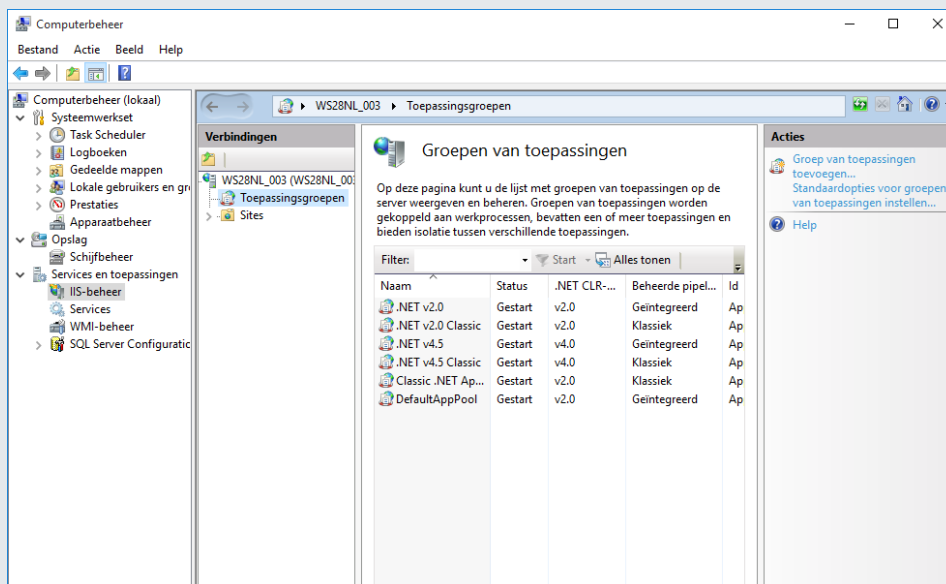 Computerbeheer
Bestand Actie Beeld Help
Computerbeheer (lokaal)
Systeemwerkset
Task Scheduler
Logboeken
Gedeelde mappen
Lokale gebruikers en gr
Prestaties
Apparaatbeheer
Opslag
Schijfbeheer
Services en toepassingen
IIS-beheer
Services
WMI-beheer
SQL Server Configuratic
WS28NL_003 Toepassingsgroepen
Verbindingen
WS28NL_003 (WS28NL_00
Toepassingsgroepen
Sites
Groepen van toepassingen
Op deze pagina kunt u de lijst met groepen van toepassingen op de
server weergeven en beheren. Groepen van toepassingen worden
gekoppeld aan werkprocessen, bevatten een of meer toepassingen en
bieden isolatie tussen verschillende toepassingen.
Filter: Start Alles tonen
Naam Status .NET CLR-... Beheerde pipel... Id
.NET v2.0 Gestart v2.0 Geïntegreerd Ap
.NET v2.0 Classic Gestart v2.0 Klassiek Ap
.NET v4.5 Gestart v4.0 Geïntegreerd Ap
.NET v4.5 Classic Gestart v4.0 Klassiek Ap
Classic .NET Ap... Gestart v2.0 Klassiek Ap
DefaultAppPool Gestart v2.0 Geïntegreerd Ap
Acties
Groep van toepassingen
toevoegen...
Standaardopties voor groepen
van toepassingen instellen...
Help